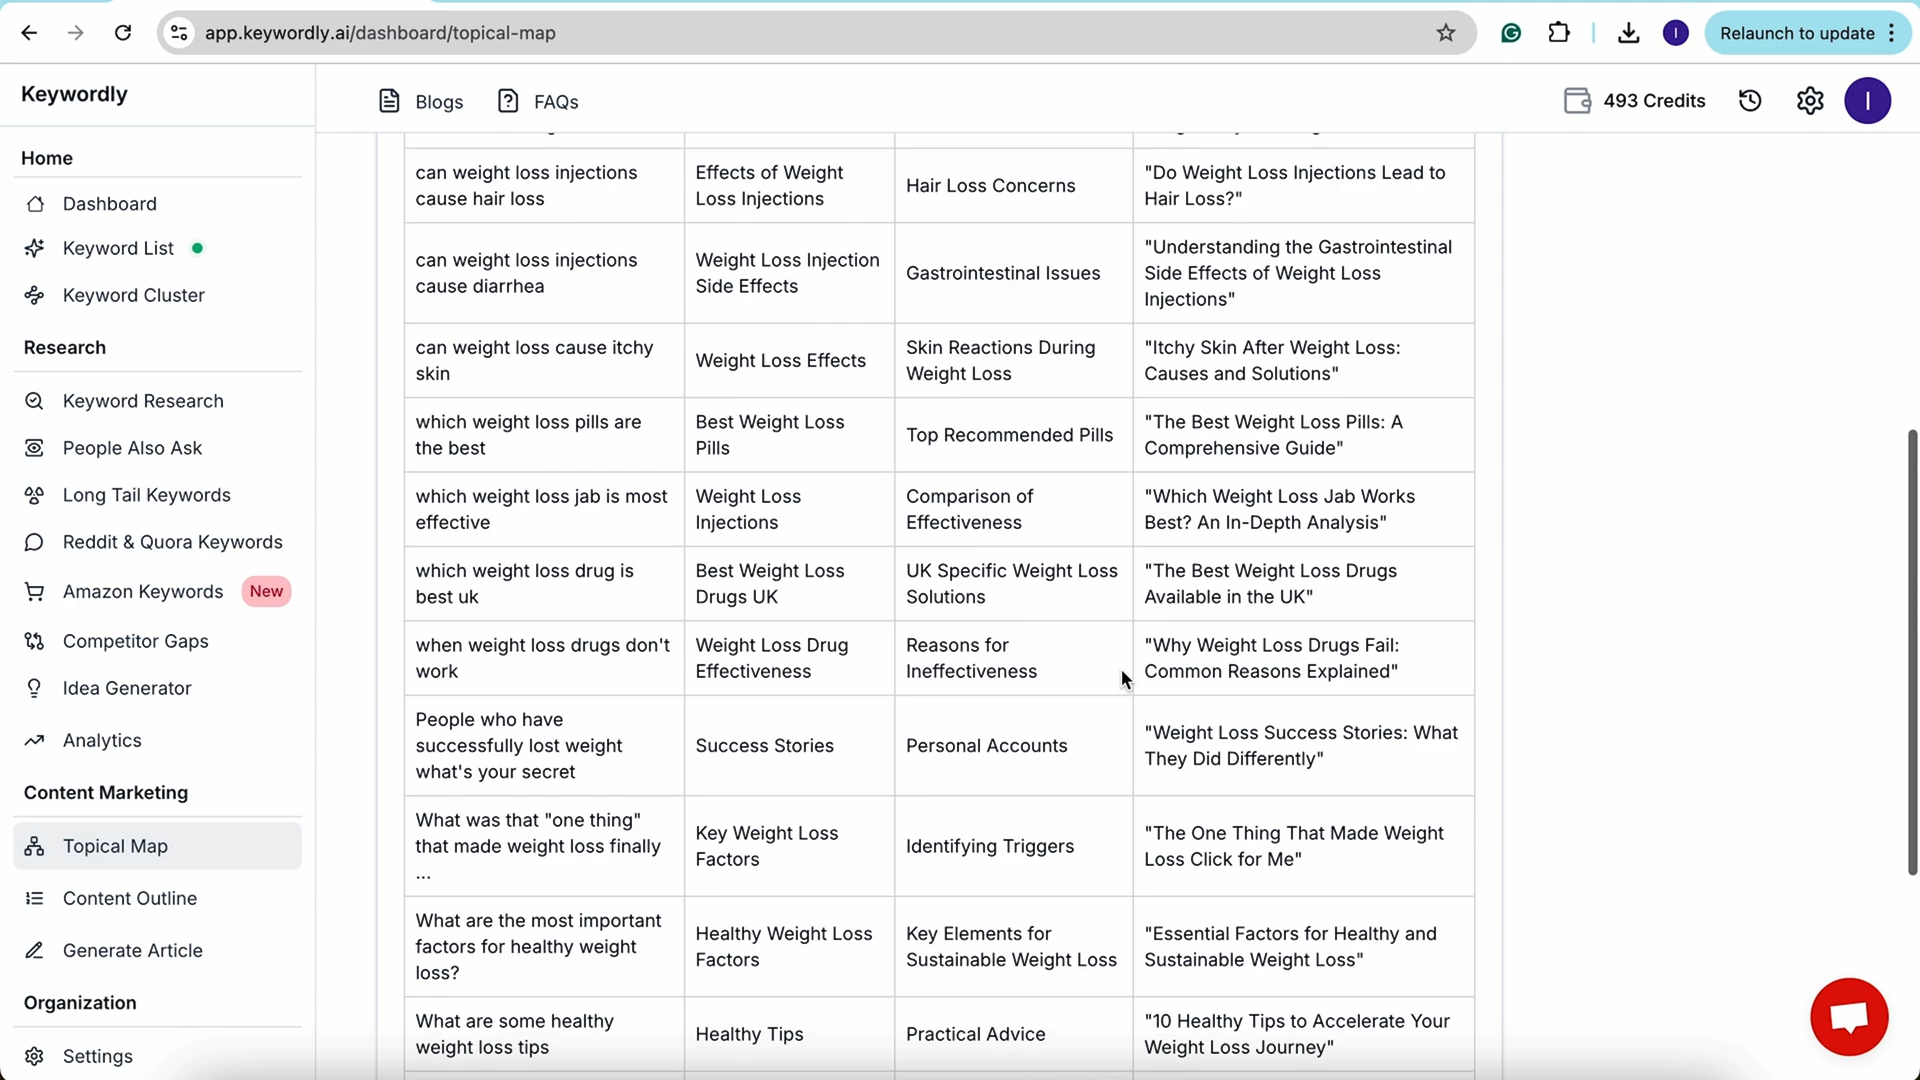 app.keywordly.ai/dashboard/topical-map
I
Relaunch to update
Keywordly
Blogs
FAQs
493 Credits
I
Home
Dashboard
Keyword List
Keyword Cluster
Research
Keyword Research
People Also Ask
Long Tail Keywords
Reddit & Quora Keywords
Amazon Keywords
New
Competitor Gaps
Idea Generator
Analytics
Content Marketing
Topical Map
Content Outline
Generate Article
Organization
Settings
can weight loss injections
cause hair loss
Effects of Weight
Loss Injections
Hair Loss Concerns
"Do Weight Loss Injections Lead to
Hair Loss?"
can weight loss injections
cause diarrhea
Weight Loss Injection
Side Effects
Gastrointestinal Issues
"Understanding the Gastrointestinal
Side Effects of Weight Loss
Injections"
can weight loss cause itchy
skin
Weight Loss Effects
Skin Reactions During
Weight Loss
"Itchy Skin After Weight Loss:
Causes and Solutions"
which weight loss pills are
the best
Best Weight Loss
Pills
Top Recommended Pills
"The Best Weight Loss Pills: A
Comprehensive Guide"
which weight loss jab is most
effective
Weight Loss
Injections
Comparison of
Effectiveness
"Which Weight Loss Jab Works
Best? An In-Depth Analysis"
which weight loss drug is
best uk
Best Weight Loss
Drugs UK
UK Specific Weight Loss
Solutions
"The Best Weight Loss Drugs
Available in the UK"
when weight loss drugs don't
work
Weight Loss Drug
Effectiveness
Reasons for
Ineffectiveness
"Why Weight Loss Drugs Fail:
Common Reasons Explained"
People who have
successfully lost weight
what's your secret
Success Stories
Personal Accounts
"Weight Loss Success Stories: What
They Did Differently"
What was that "one thing"
that made weight loss finally
...
Key Weight Loss
Factors
Identifying Triggers
"The One Thing That Made Weight
Loss Click for Me"
What are the most important
factors for healthy weight
loss?
Healthy Weight Loss
Factors
Key Elements for
Sustainable Weight Loss
"Essential Factors for Healthy and
Sustainable Weight Loss"
What are some healthy
weight loss tips
Healthy Tips
Practical Advice
"10 Healthy Tips to Accelerate Your
Weight Loss Journey"